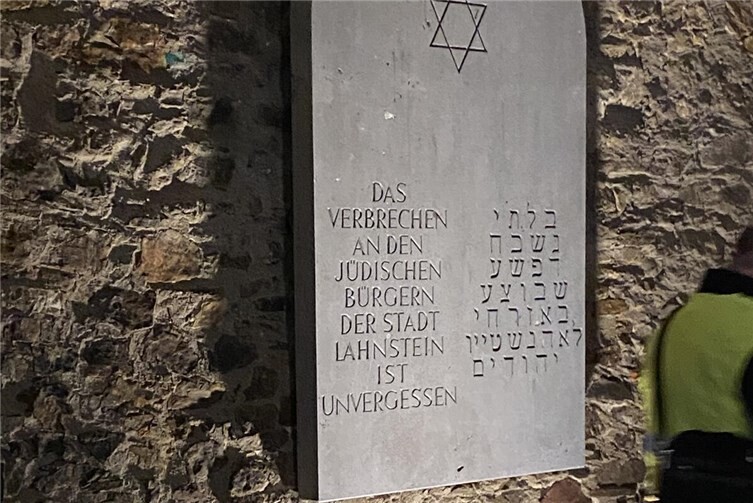 DAS
VERBRECHEN
AN DEN
JÜDISCHEN
BÜRGERN
DER STADT
LAHNSTEIN
IST
UNVERGESSEN
בלתי
נשכח
הפשע
שבוצע
באזרחי
לאהנשטיין
יהודים